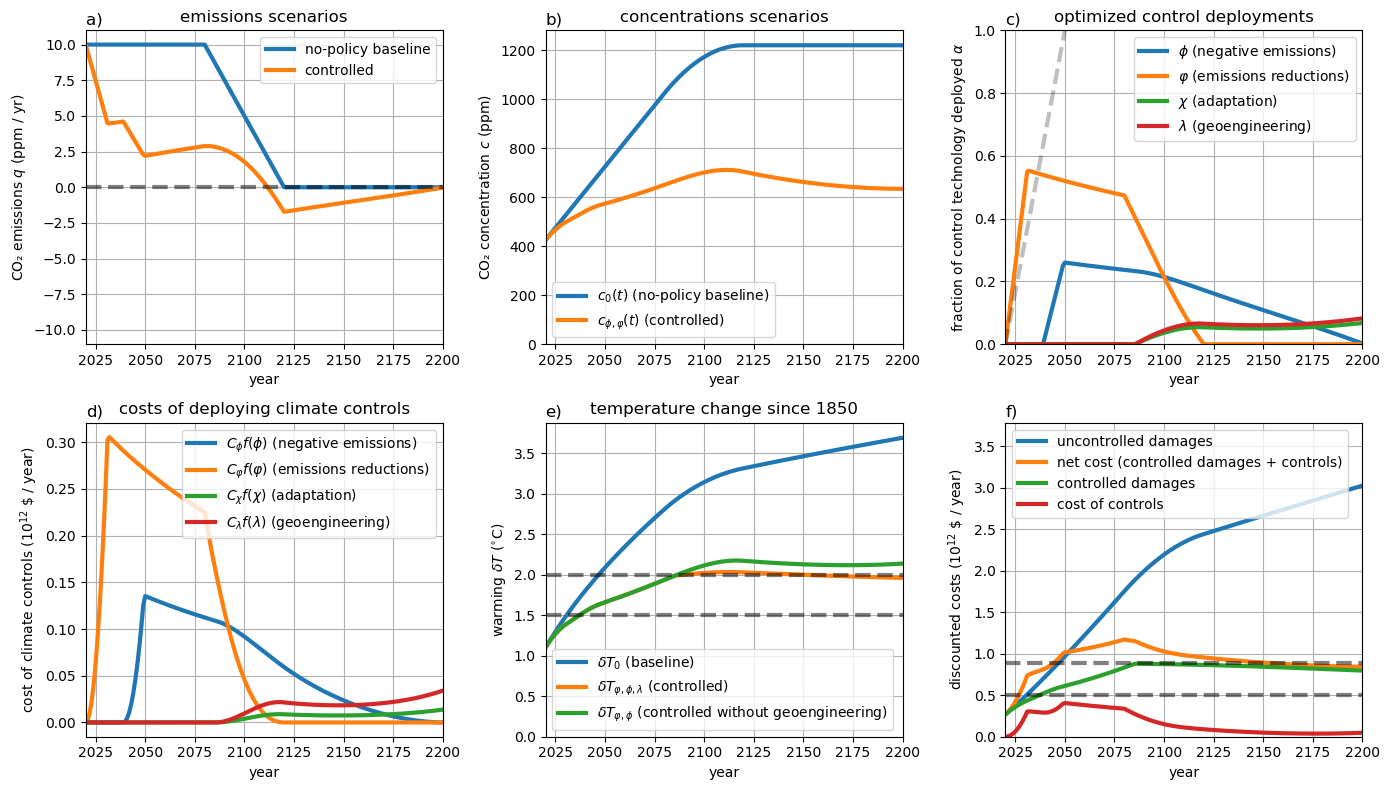 a)
emissions scenarios
CO₂ emissions q (ppm / yr)
10.0
7.5
5.0
2.5
0.0
−2.5
−5.0
−7.5
−10.0
no-policy baseline
controlled
2025 2050 2075 2100 2125 2150 2175 2200
year
b)
concentrations scenarios
CO₂ concentration c (ppm)
1200
1000
800
600
400
200
0
c₀(t) (no-policy baseline)
c_ϕ,φ(t) (controlled)
2025 2050 2075 2100 2125 2150 2175 2200
year
c)
optimized control deployments
fraction of control technology deployed α
1.0
0.8
0.6
0.4
0.2
0.0
ϕ (negative emissions)
φ (emissions reductions)
χ (adaptation)
λ (geoengineering)
2025 2050 2075 2100 2125 2150 2175 2200
year
d)
costs of deploying climate controls
cost of climate controls (10¹² $ / year)
0.30
0.25
0.20
0.15
0.10
0.05
0.00
C_ϕf(ϕ) (negative emissions)
C_φf(φ) (emissions reductions)
C_χf(χ) (adaptation)
C_λf(λ) (geoengineering)
2025 2050 2075 2100 2125 2150 2175 2200
year
e)
temperature change since 1850
warming δT (°C)
3.5
3.0
2.5
2.0
1.5
1.0
0.5
0.0
δT₀ (baseline)
δT_φ,ϕ,λ (controlled)
δT_φ,ϕ (controlled without geoengineering)
2025 2050 2075 2100 2125 2150 2175 2200
year
f)
discounted costs (10¹² $ / year)
3.5
3.0
2.5
2.0
1.5
1.0
0.5
0.0
uncontrolled damages
net cost (controlled damages + controls)
controlled damages
cost of controls
2025 2050 2075 2100 2125 2150 2175 2200
year